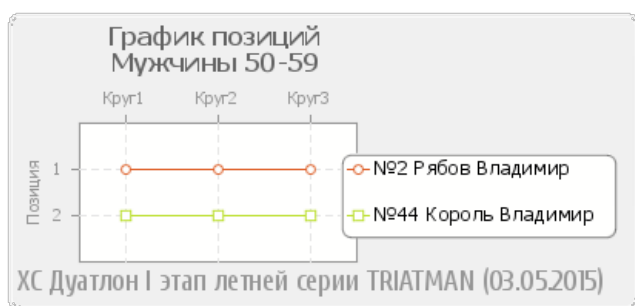 График позиций
Мужчины 50-59
Круг1 Круг2 Круг3
Позиция
1
2
№2 Рябов Владимир
№44 Король Владимир
XC Дуатлон I этап летней серии TRIATMAN (03.05.2015)